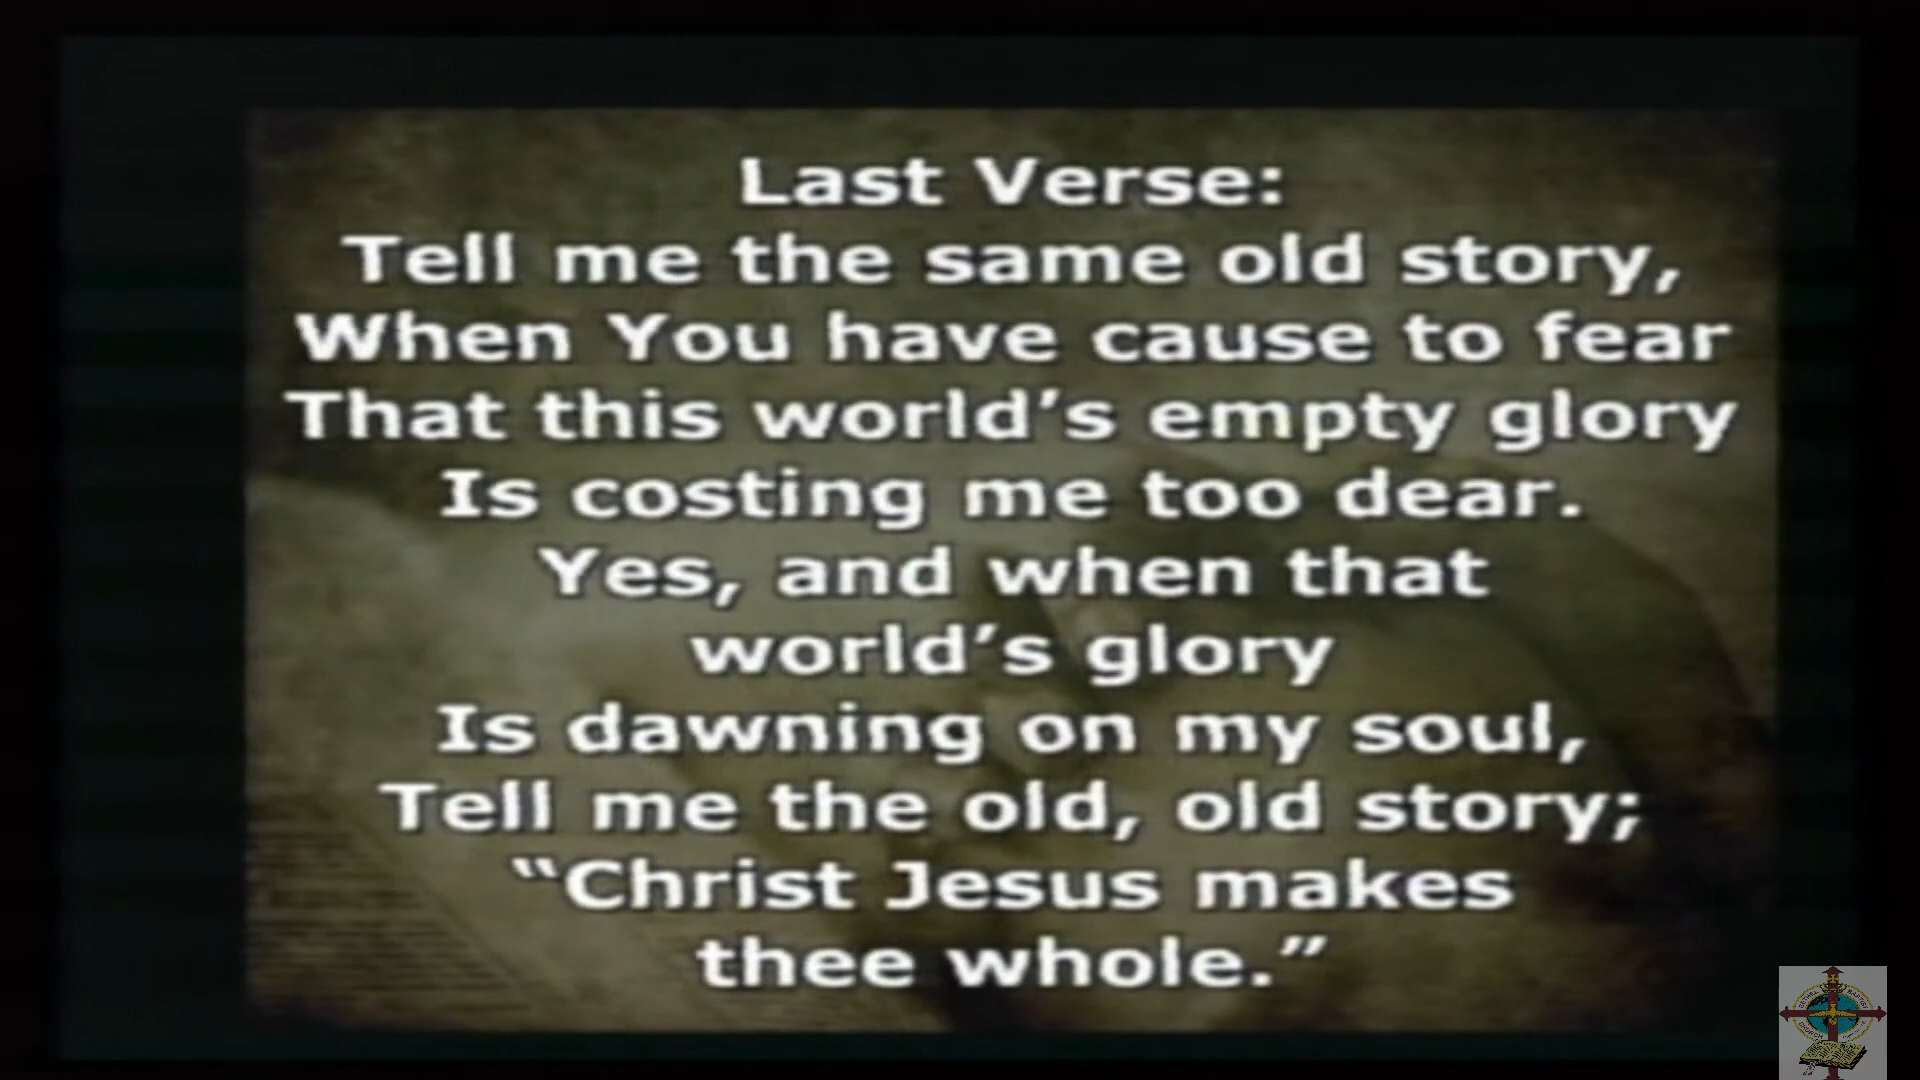 Last Verse:
Tell me the same old story,
When You have cause to fear
That this world’s empty glory
Is costing me too dear.
Yes, and when that
world’s glory
Is dawning on my soul,
Tell me the old, old story;
“Christ Jesus makes
thee whole.”